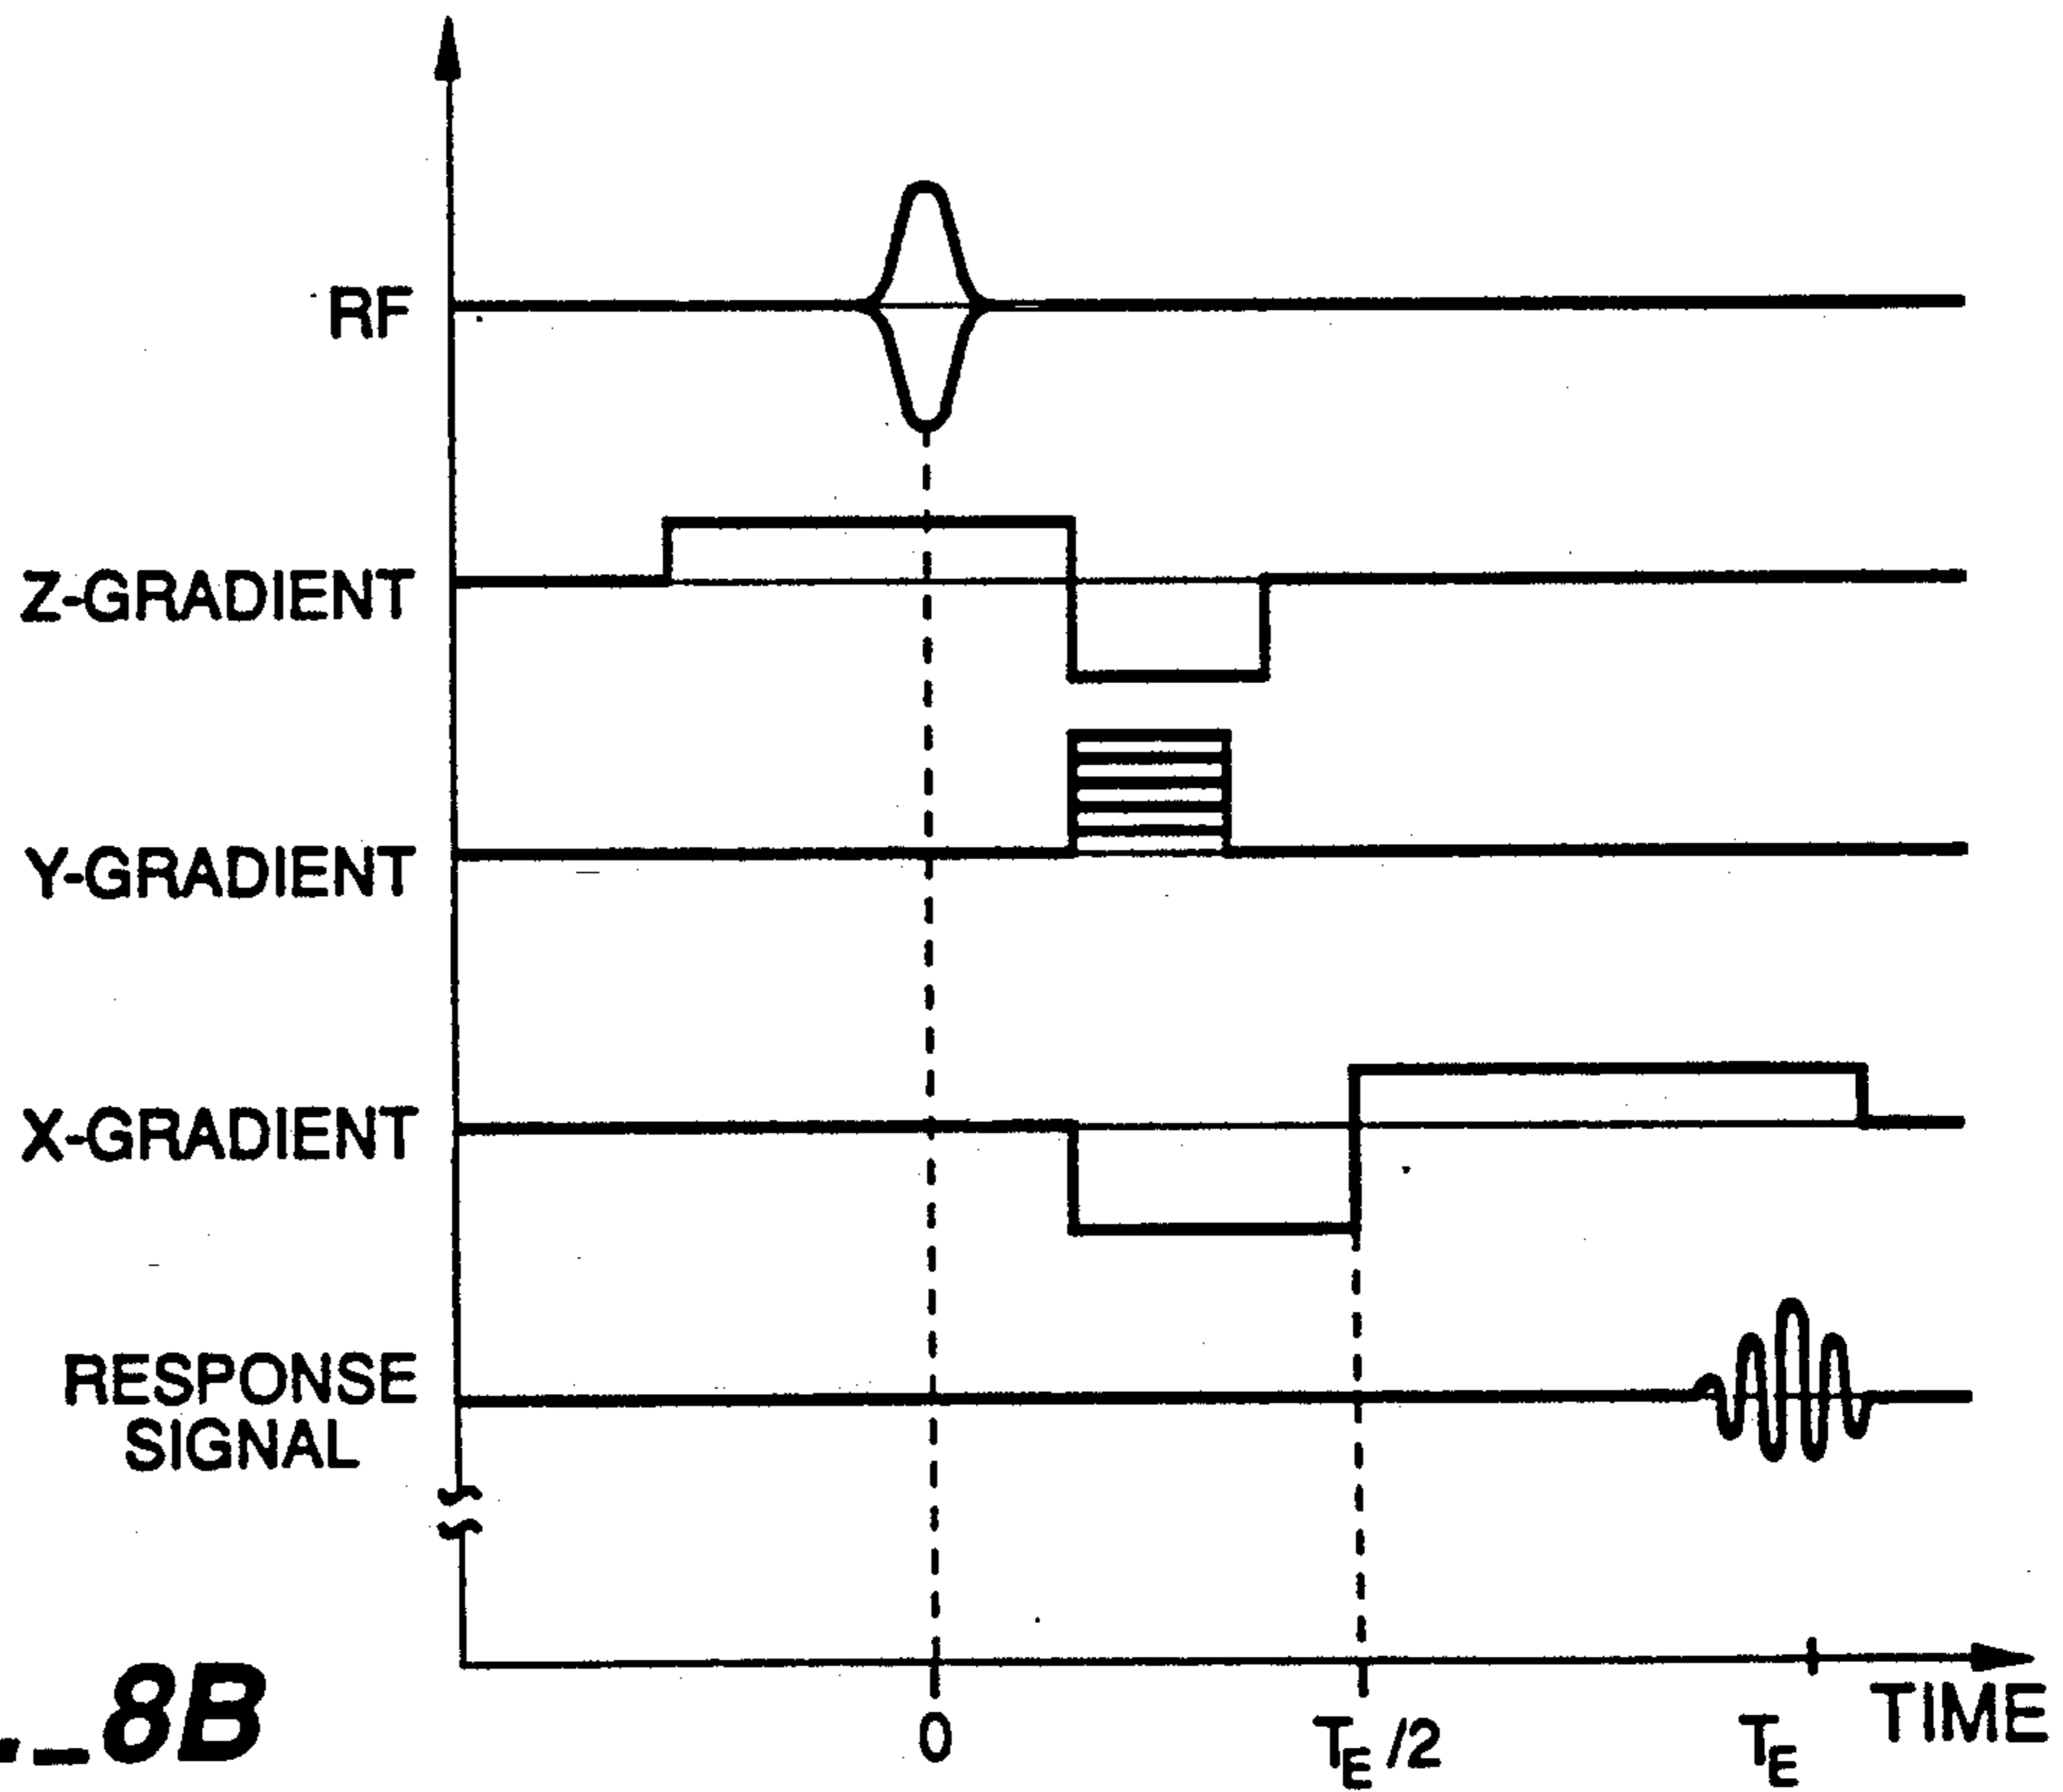 RF
Z-GRADIENT
Y-GRADIENT
X-GRADIENT
RESPONSE
SIGNAL
0
TE/2
TE
TIME
8B